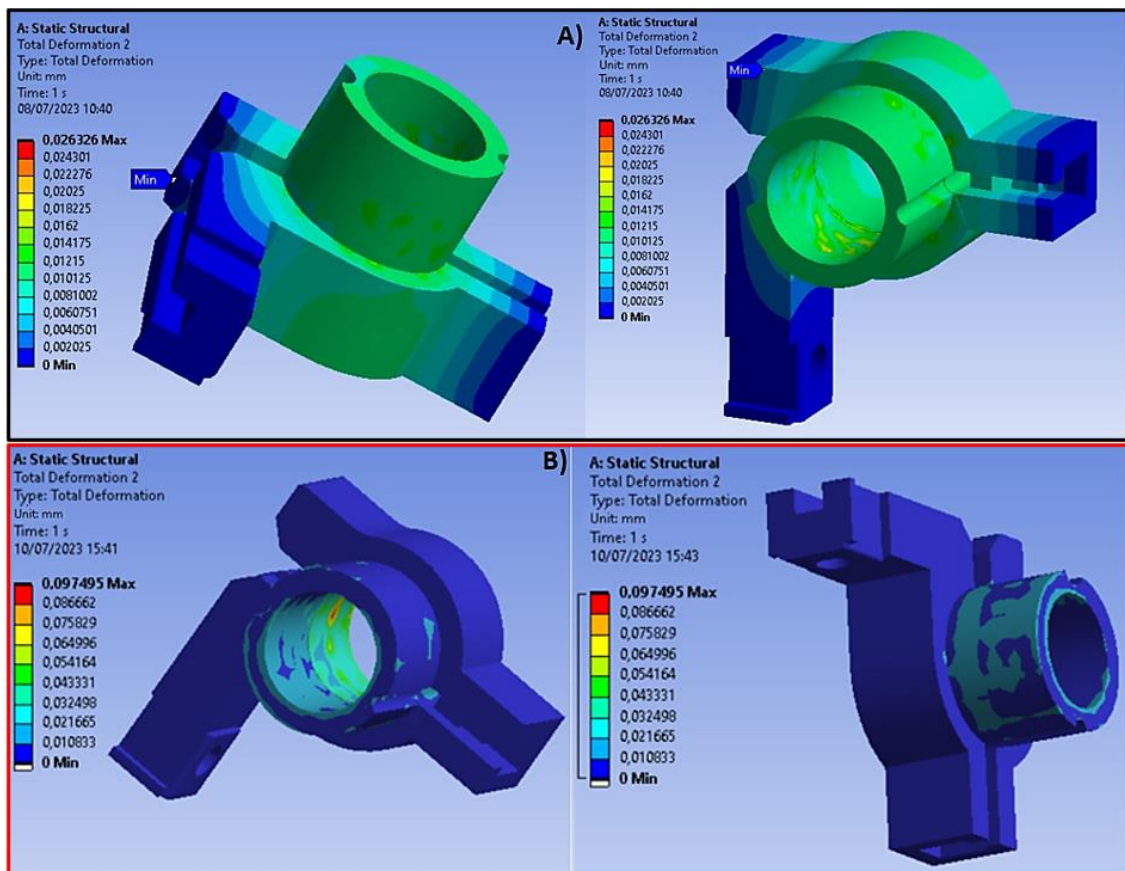 A: Static Structural
Total Deformation 2
Type: Total Deformation
Unit: mm
Time: 1 s
08/07/2023 10:40
0.026326 Max
0,024301
0,022276
0,02025
0,018225
0,0162
0,014175
0,01215
0,010125
0,0081002
0,0060751
0,0040501
0,002025
0 Min
Min
A)
A: Static Structural
Total Deformation 2
Type: Total Deformation
Unit: mm
Time: 1 s
08/07/2023 10:40
0.026326 Max
0,024301
0,022276
0,02025
0,018225
0,0162
0,014175
0,01215
0,010125
0,0081002
0,0060751
0,0040501
0,002025
0 Min
Min
A: Static Structural
Total Deformation 2
Type: Total Deformation
Unit: mm
Time: 1 s
10/07/2023 15:41
0.097495 Max
0,086662
0,075829
0,064996
0,054164
0,043331
0,032498
0,021665
0,010833
0 Min
B)
A: Static Structural
Total Deformation 2
Type: Total Deformation
Unit: mm
Time: 1 s
10/07/2023 15:43
0.097495 Max
0,086662
0,075829
0,064996
0,054164
0,043331
0,032498
0,021665
0,010833
0 Min